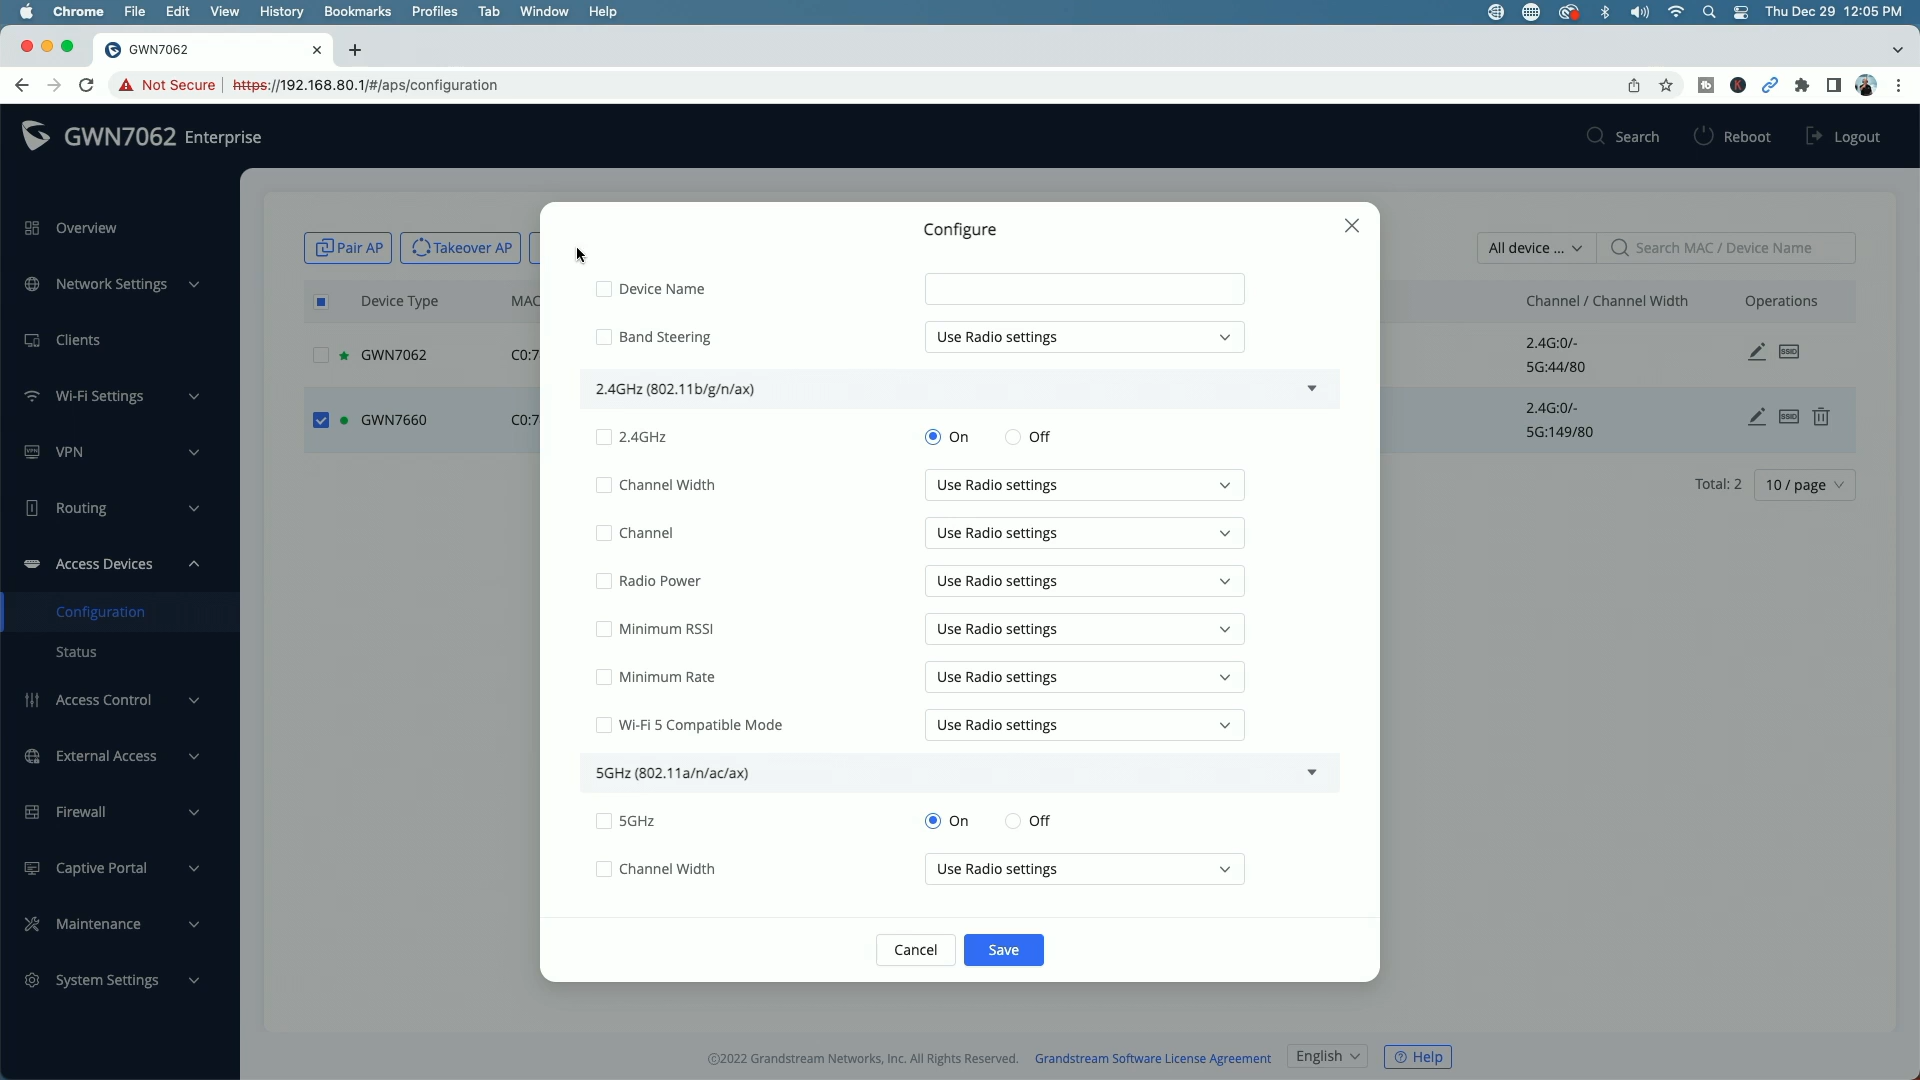 Chrome File Edit View History Bookmarks Profiles Tab Window Help Thu Dec 29 12:05 PM
GWN7062
Not Secure https://192.168.80.1/#/aps/configuration
GWN7062 Enterprise Search Reboot Logout
Overview
Network Settings
Clients
Wi-Fi Settings
VPN
Routing
Access Devices
Configuration
Status
Access Control
External Access
Firewall
Captive Portal
Maintenance
System Settings
Pair AP Takeover AP All device ... Search MAC / Device Name
Device Type MAC Channel / Channel Width Operations
GWN7062 C0:7 2.4G:0/-
5G:44/80
SSID
GWN7660 C0:7 2.4G:0/-
5G:149/80
SSID
Total: 2 10 / page
Configure
Device Name
Band Steering Use Radio settings
2.4GHz (802.11b/g/n/ax)
2.4GHz On Off
Channel Width Use Radio settings
Channel Use Radio settings
Radio Power Use Radio settings
Minimum RSSI Use Radio settings
Minimum Rate Use Radio settings
Wi-Fi 5 Compatible Mode Use Radio settings
5GHz (802.11a/n/ac/ax)
5GHz On Off
Channel Width Use Radio settings
Cancel Save
©2022 Grandstream Networks, Inc. All Rights Reserved. Grandstream Software License Agreement English Help